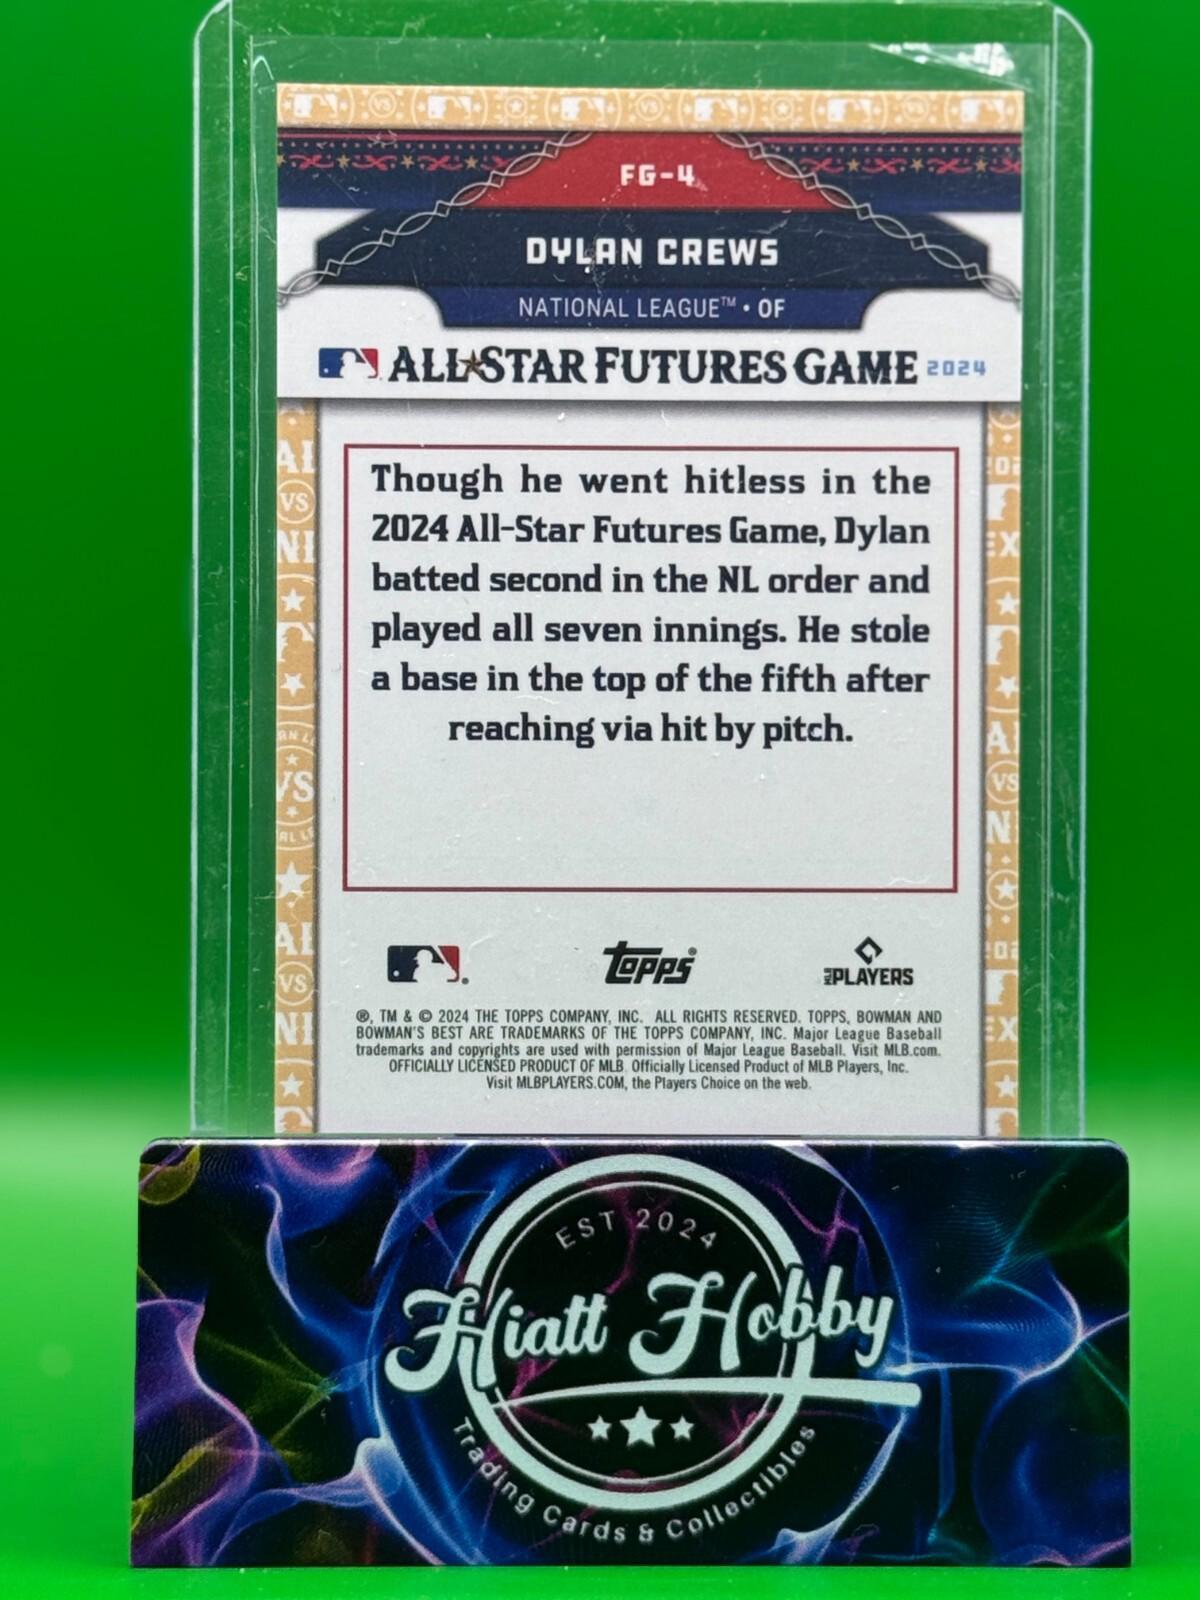 FG-4
DYLAN CREWS
NATIONAL LEAGUE™ • OF
ALL★STAR FUTURES GAME 2024
Though he went hitless in the
2024 All-Star Futures Game, Dylan
batted second in the NL order and
played all seven innings. He stole
a base in the top of the fifth after
reaching via hit by pitch.
Topps®
MLB PLAYERS
®, TM & © 2024 THE TOPPS COMPANY, INC. ALL RIGHTS RESERVED. TOPPS, BOWMAN AND
BOWMAN'S BEST ARE TRADEMARKS OF THE TOPPS COMPANY, INC. Major League Baseball
trademarks and copyrights are used with permission of Major League Baseball. Visit MLB.com.
OFFICIALLY LICENSED PRODUCT OF MLB. Officially Licensed Product of MLB Players, Inc.
Visit MLBPLAYERS.COM, the Players Choice on the web.
EST 2024
Hiatt Hobby
Trading Cards & Collectibles